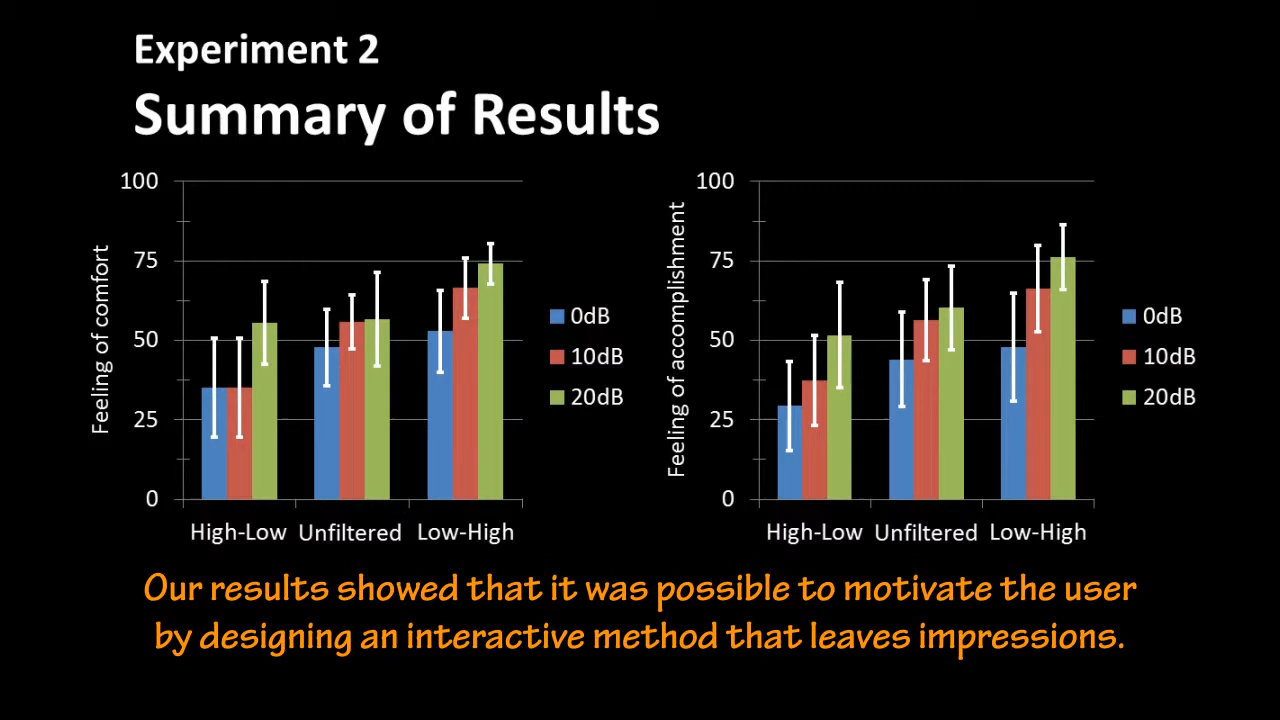 Experiment 2
Summary of Results
100
75
50
25
0
Feeling of comfort
High-Low Unfiltered Low-High
0dB
10dB
20dB
100
75
50
25
0
Feeling of accomplishment
High-Low Unfiltered Low-High
0dB
10dB
20dB
Our results showed that it was possible to motivate the user
by designing an interactive method that leaves impressions.